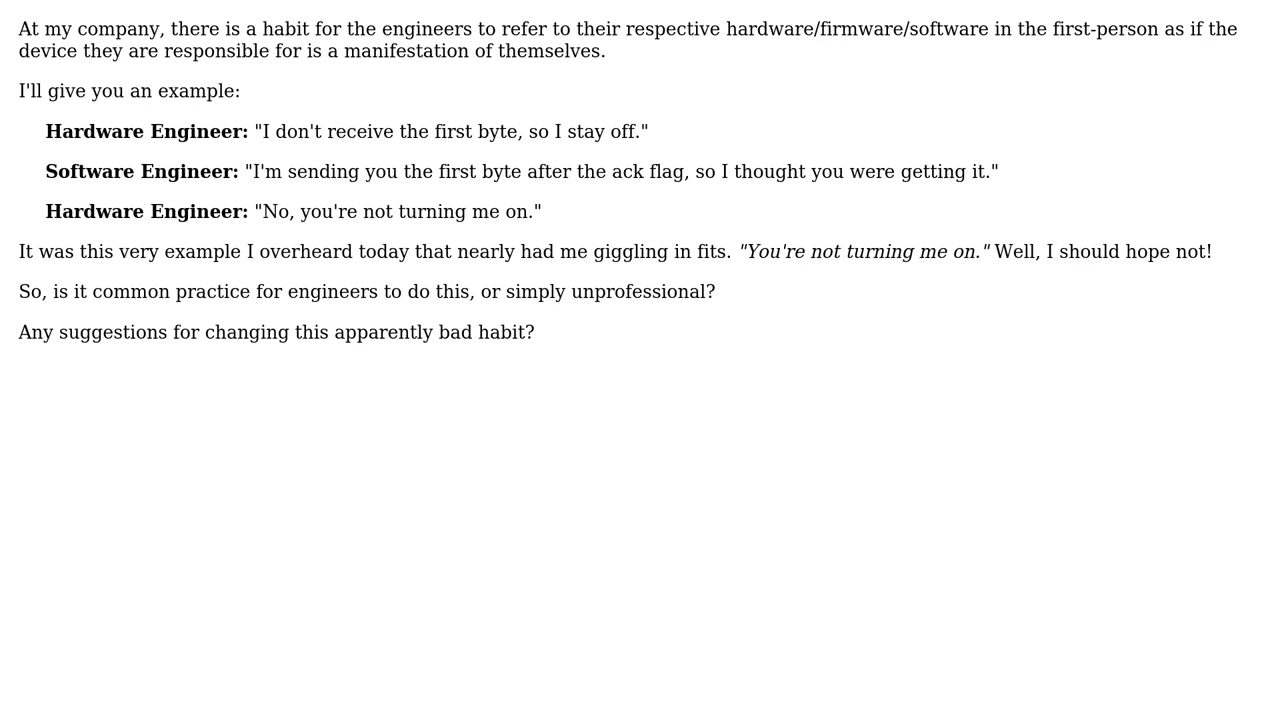 At my company, there is a habit for the engineers to refer to their respective hardware/firmware/software in the first-person as if the
device they are responsible for is a manifestation of themselves.
I'll give you an example:
Hardware Engineer: "I don't receive the first byte, so I stay off."
Software Engineer: "I'm sending you the first byte after the ack flag, so I thought you were getting it."
Hardware Engineer: "No, you're not turning me on."
It was this very example I overheard today that nearly had me giggling in fits. "You're not turning me on." Well, I should hope not!
So, is it common practice for engineers to do this, or simply unprofessional?
Any suggestions for changing this apparently bad habit?